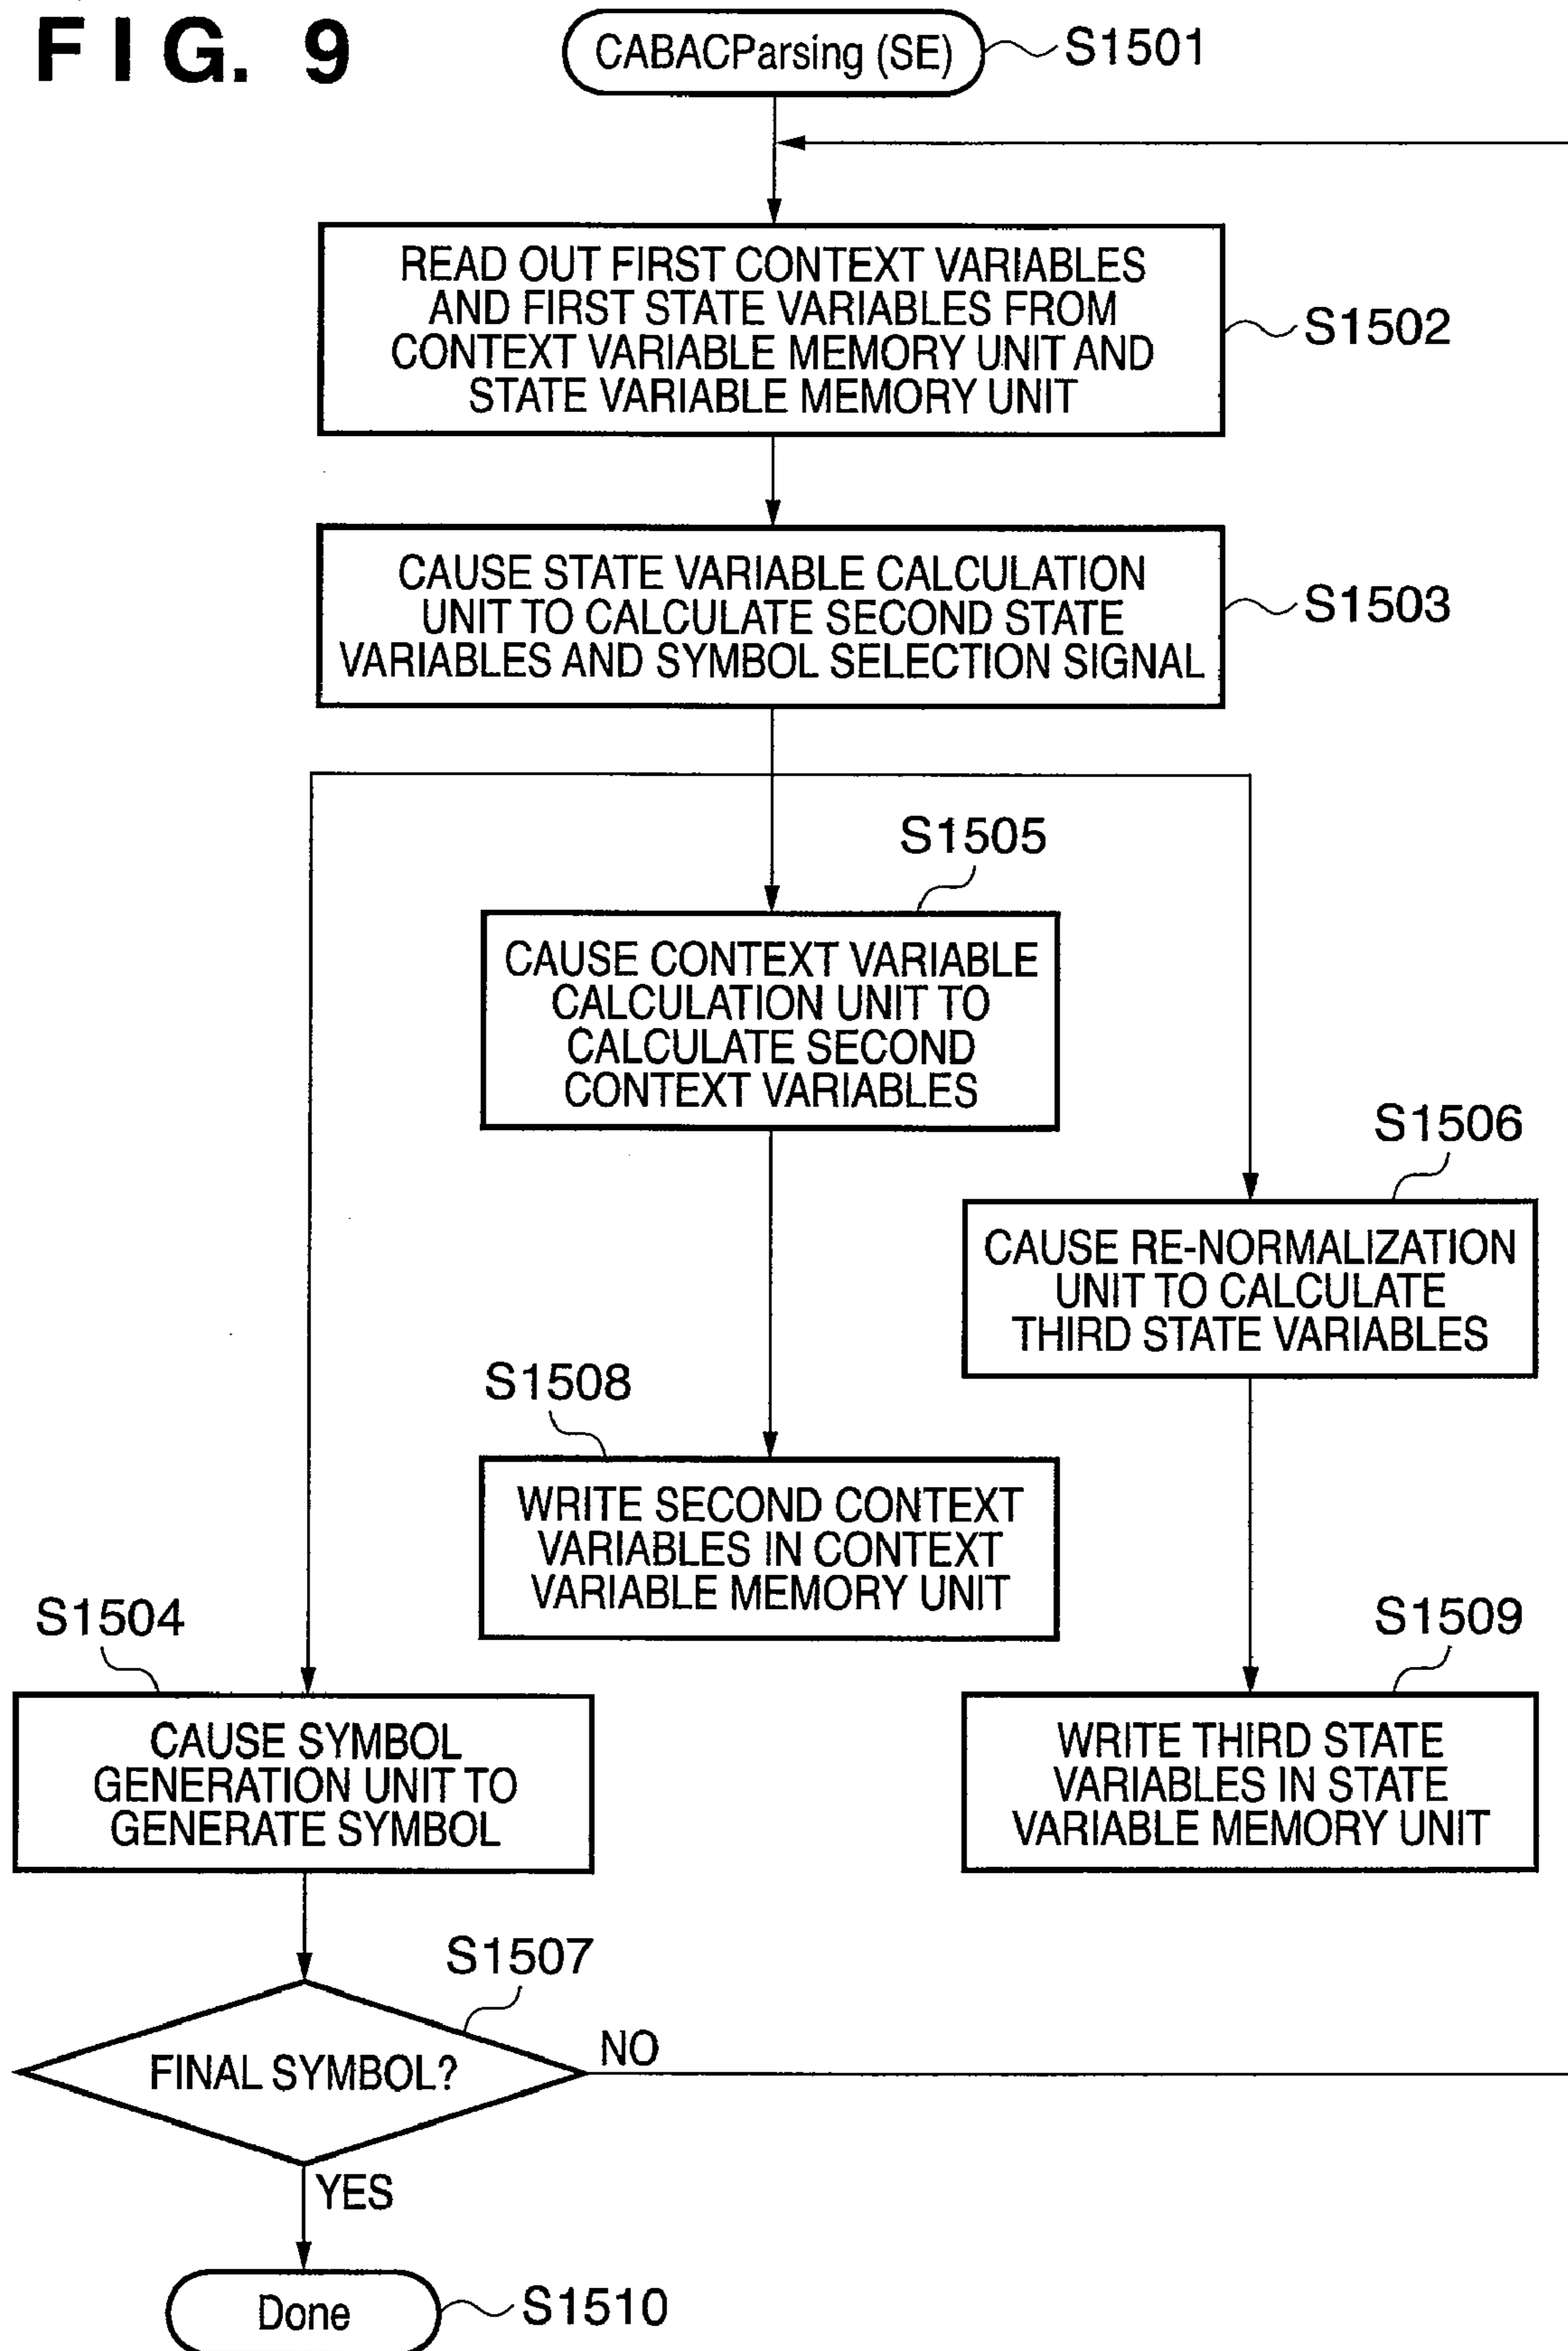 FIG. 9
CABACParsing (SE)
S1501
READ OUT FIRST CONTEXT VARIABLES
AND FIRST STATE VARIABLES FROM
CONTEXT VARIABLE MEMORY UNIT AND
STATE VARIABLE MEMORY UNIT
S1502
CAUSE STATE VARIABLE CALCULATION
UNIT TO CALCULATE SECOND STATE
VARIABLES AND SYMBOL SELECTION SIGNAL
S1503
S1505
CAUSE CONTEXT VARIABLE
CALCULATION UNIT TO
CALCULATE SECOND
CONTEXT VARIABLES
S1506
CAUSE RE-NORMALIZATION
UNIT TO CALCULATE
THIRD STATE VARIABLES
S1508
WRITE SECOND CONTEXT
VARIABLES IN CONTEXT
VARIABLE MEMORY UNIT
S1504
CAUSE SYMBOL
GENERATION UNIT TO
GENERATE SYMBOL
S1509
WRITE THIRD STATE
VARIABLES IN STATE
VARIABLE MEMORY UNIT
S1507
FINAL SYMBOL?
NO
YES
Done
S1510